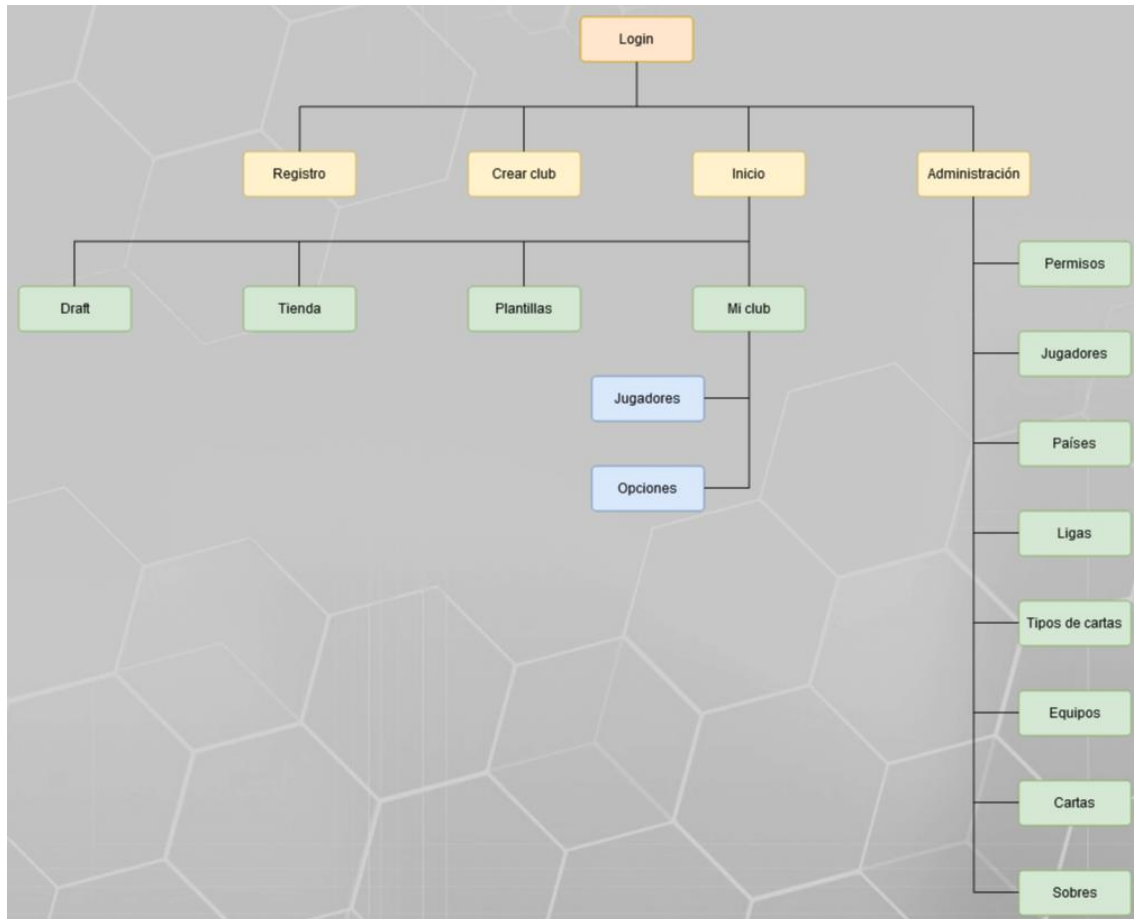 Login
Registro
Crear club
Inicio
Administración
Permisos
Draft
Tienda
Plantillas
Mi club
Jugadores
Jugadores
Países
Opciones
Ligas
Tipos de cartas
Equipos
Cartas
Sobres